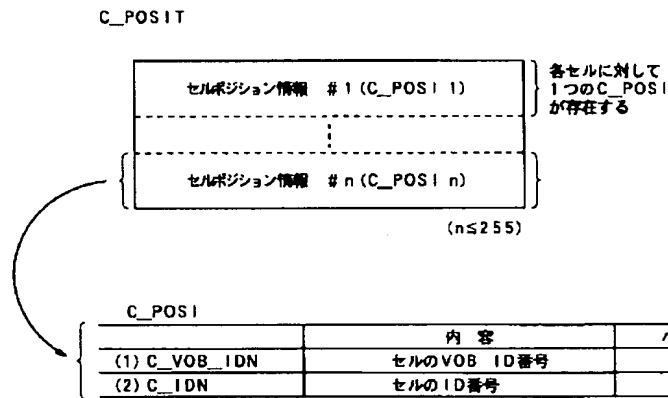 C_POSIT
セルポジション情報 #1(C_POSI 1)
各セルに対して
1つのC_POSI
が存在する
セルポジション情報 #n(C_POSI n)
(n≤255)
C_POSI
内 容
(1) C_VOB_IDN セルのVOB ID番号
(2) C_IDN セルのID番号